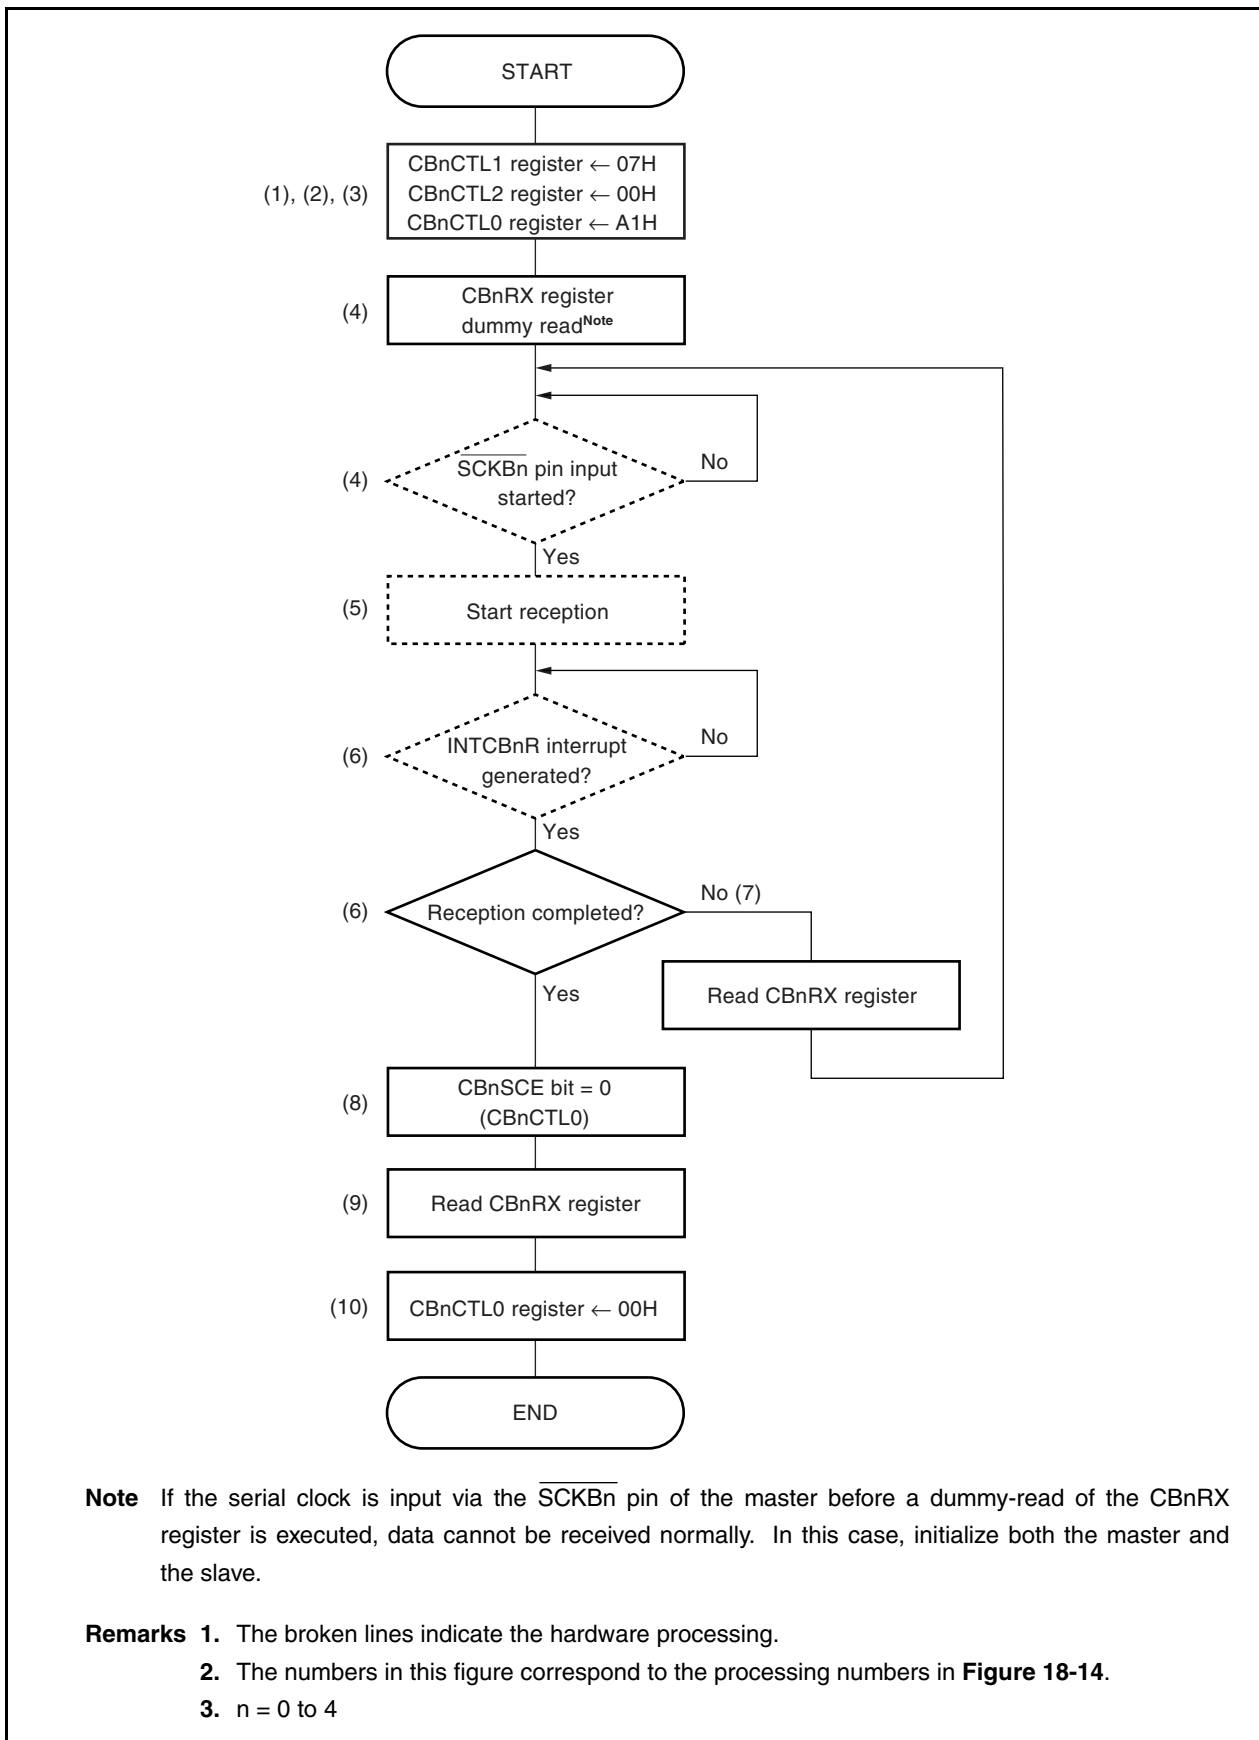 START
(1), (2), (3)
CBnCTL1 register ← 07H
CBnCTL2 register ← 00H
CBnCTL0 register ← A1H
(4)
CBnRX register
dummy readNote
(4)
SCKBn pin input
started?
No
Yes
(5)
Start reception
(6)
INTCBnR interrupt
generated?
No
Yes
(6)
Reception completed?
No (7)
Read CBnRX register
Yes
(8)
CBnSCE bit = 0
(CBnCTL0)
(9)
Read CBnRX register
(10)
CBnCTL0 register ← 00H
END
Note If the serial clock is input via the SCKBn pin of the master before a dummy-read of the CBnRX
register is executed, data cannot be received normally. In this case, initialize both the master and
the slave.
Remarks 1. The broken lines indicate the hardware processing.
2. The numbers in this figure correspond to the processing numbers in Figure 18-14.
3. n = 0 to 4